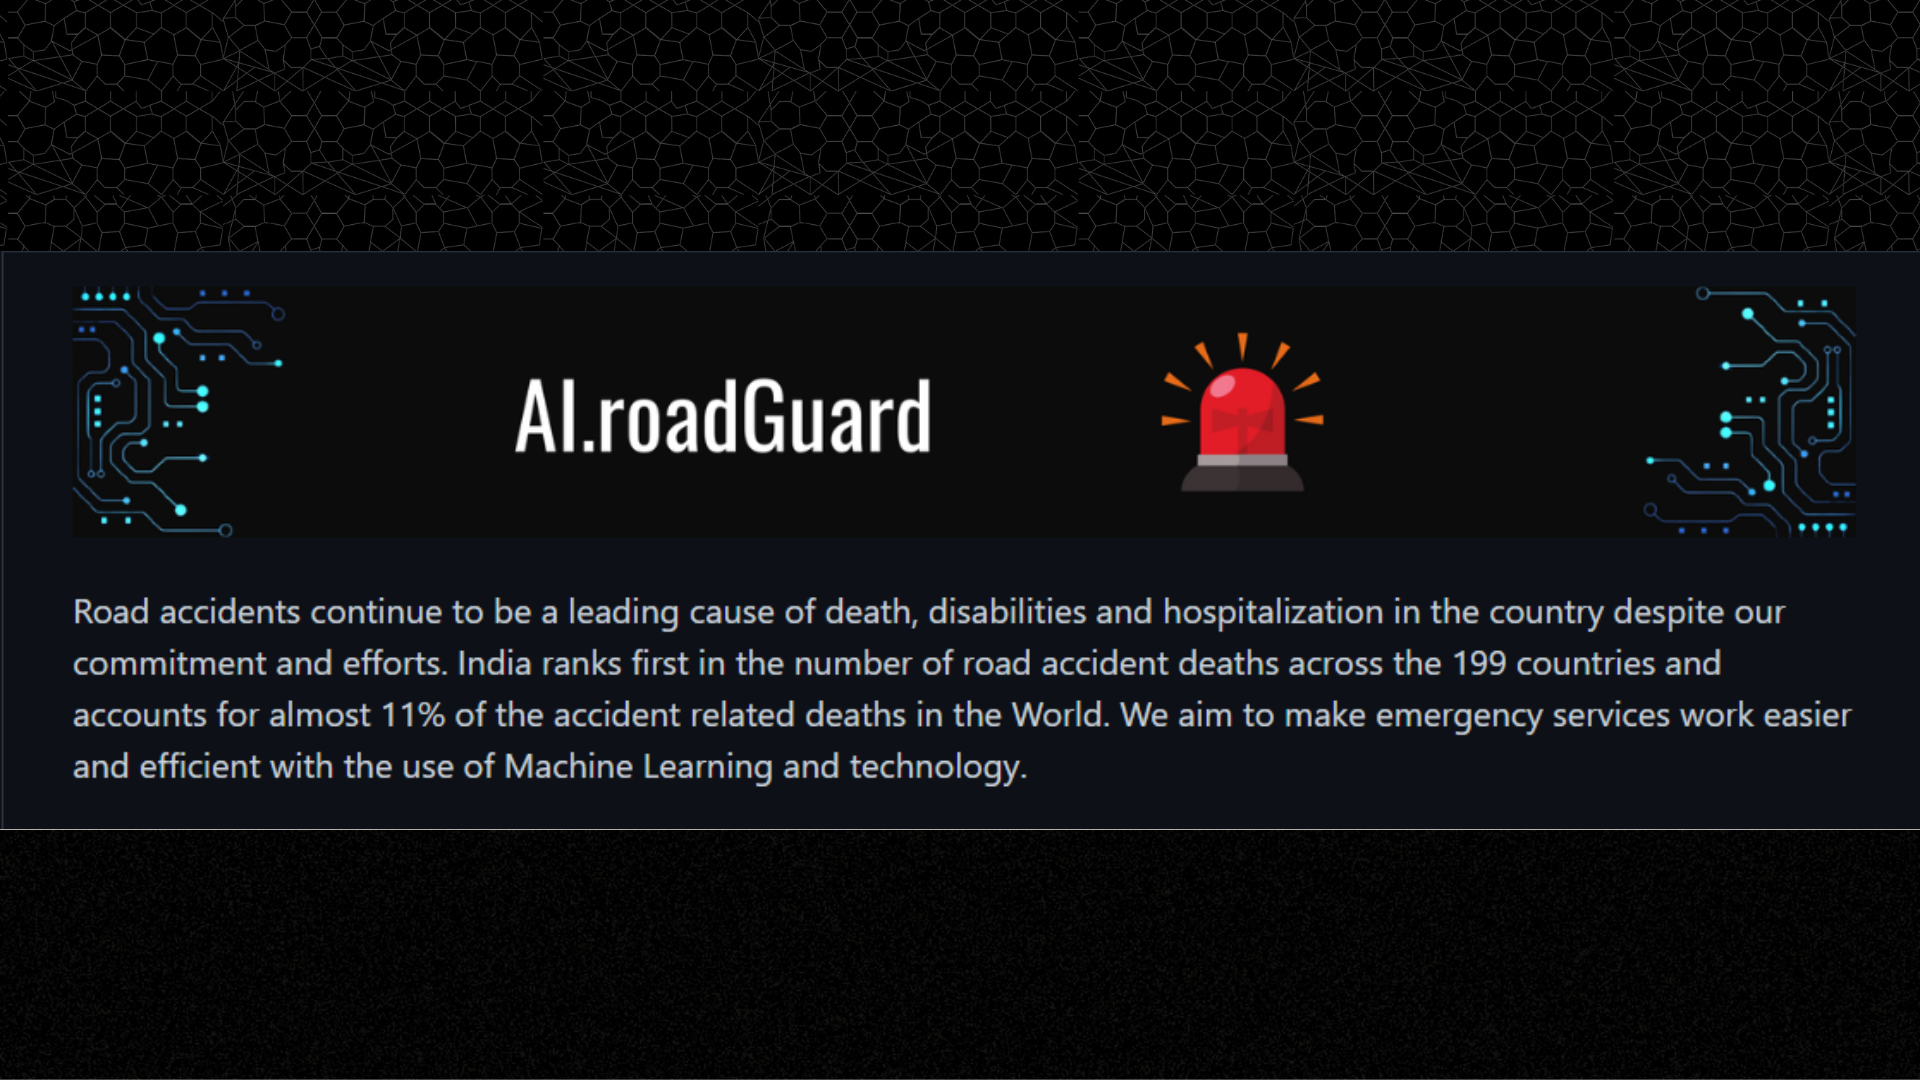 AI.roadGuard
Road accidents continue to be a leading cause of death, disabilities and hospitalization in the country despite our
commitment and efforts. India ranks first in the number of road accident deaths across the 199 countries and
accounts for almost 11% of the accident related deaths in the World. We aim to make emergency services work easier
and efficient with the use of Machine Learning and technology.